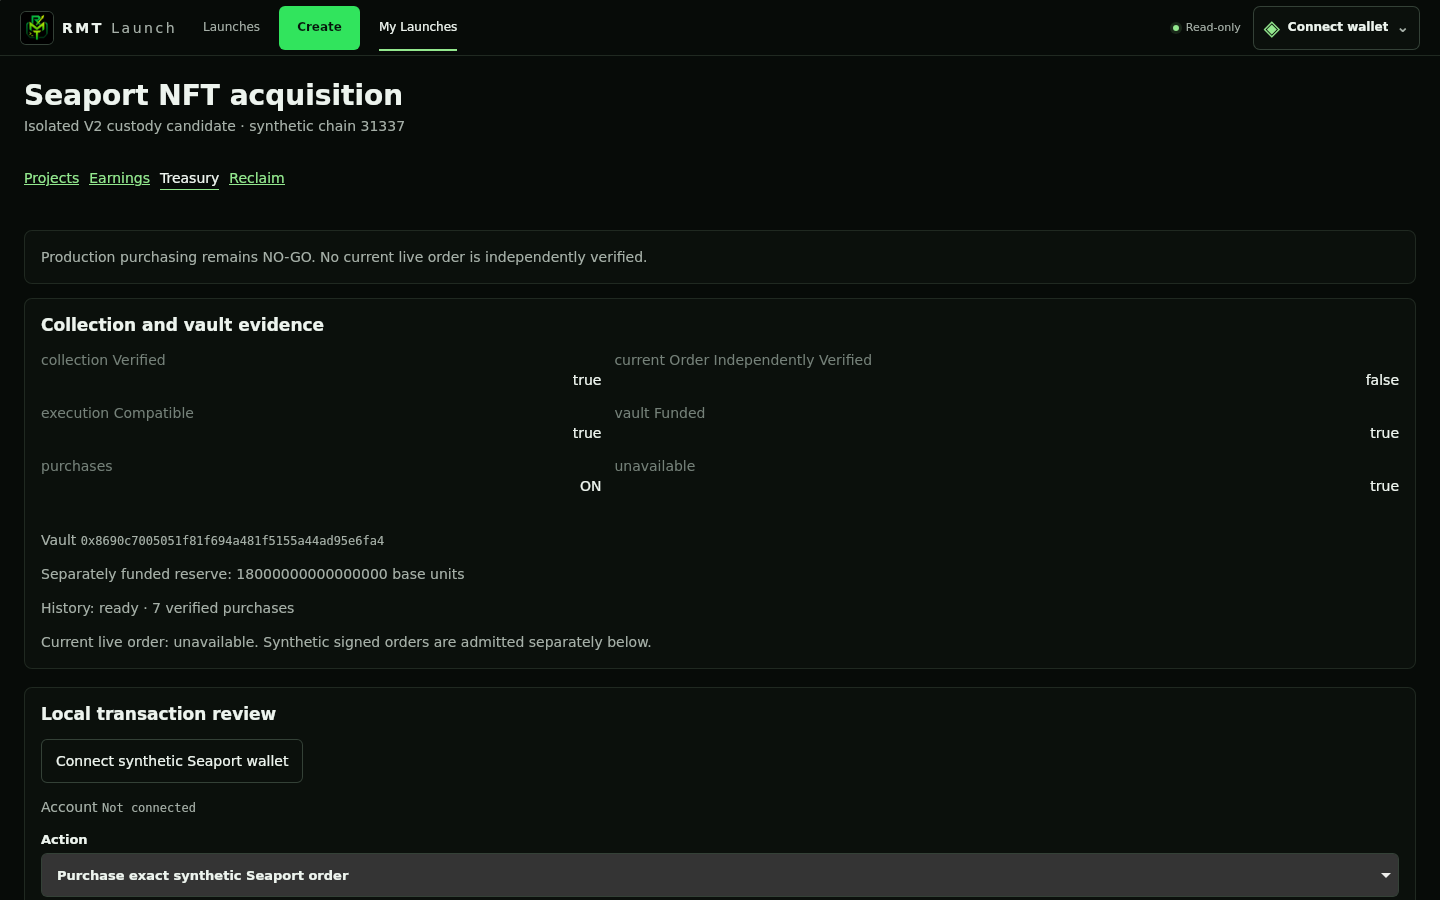 RMT Launch
Launches
Create
My Launches
Read-only
Connect wallet
Seaport NFT acquisition
Isolated V2 custody candidate · synthetic chain 31337
Projects Earnings Treasury Reclaim
Production purchasing remains NO-GO. No current live order is independently verified.
Collection and vault evidence
collection Verified
true
current Order Independently Verified
false
execution Compatible
true
vault Funded
true
purchases
ON
unavailable
true
Vault 0x8690c7005051f81f694a481f5155a44ad95e6fa4
Separately funded reserve: 18000000000000000 base units
History: ready · 7 verified purchases
Current live order: unavailable. Synthetic signed orders are admitted separately below.
Local transaction review
Connect synthetic Seaport wallet
Account Not connected
Action
Purchase exact synthetic Seaport order